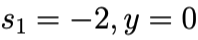 s₁ = −2, y = 0